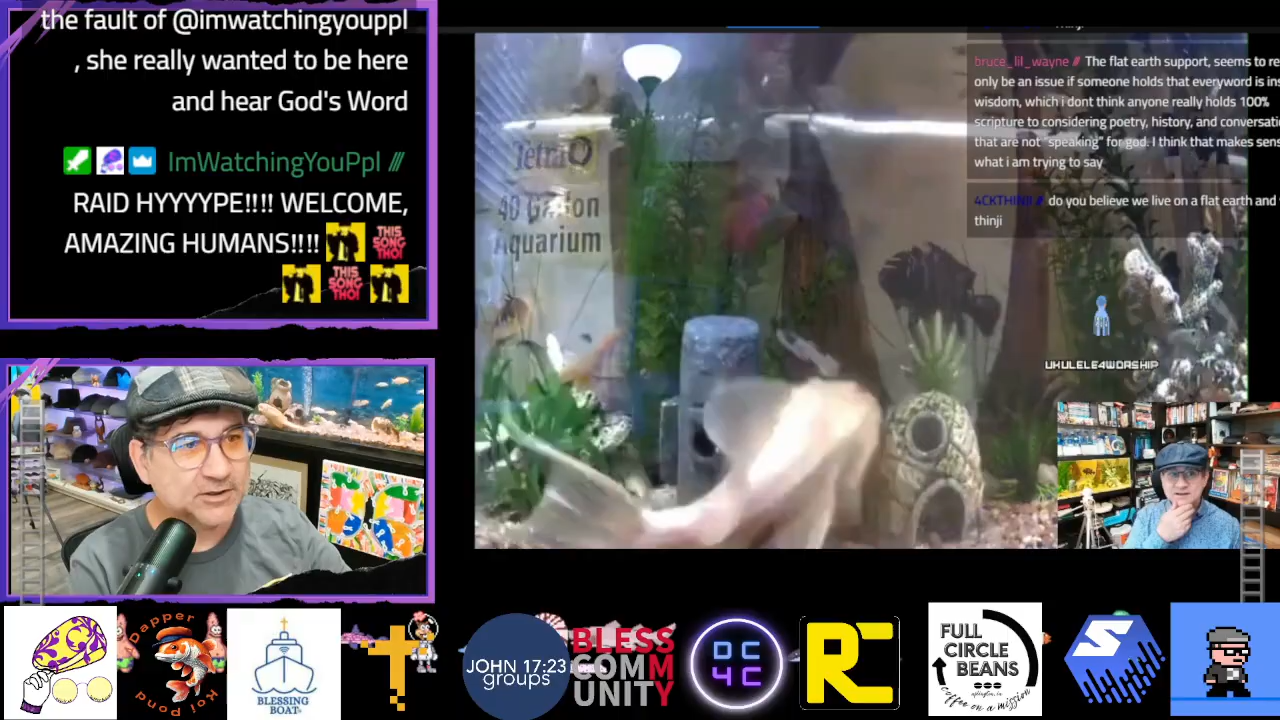 the fault of @imwatchingyouppl
, she really wanted to be here
and hear God's Word
ImWatchingYouPpl ///
RAID HYYYYPE!!!! WELCOME,
AMAZING HUMANS!!!!
THIS SONG THO!
THIS SONG THO!
Tetra
40 Gallon
Aquarium
bruce_lil_wayne // The flat earth support, seems to re
only be an issue if someone holds that everyword is ins
wisdom, which i dont think anyone really holds 100%
scripture to considering poetry, history, and conversati
that are not "speaking" for god. I think that makes sens
what i am trying to say
4CKTHINJI // do you believe we live on a flat earth and
thinji
UKULELE4WORSHIP
Dapper
Koi pond
BLESSING
BOAT
JOHN 17:23
groups
BLESS
COMM
UNITY
DC
4C
R
FULL
CIRCLE
BEANS
coffee on a mission
S